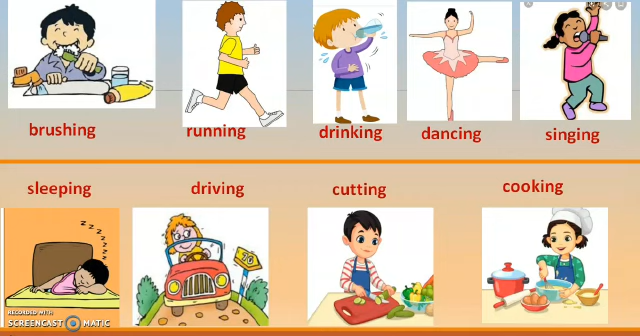 brushing
running
drinking
dancing
singing
sleeping
driving
cutting
cooking
RECORDED WITH
SCREENCAST MATIC